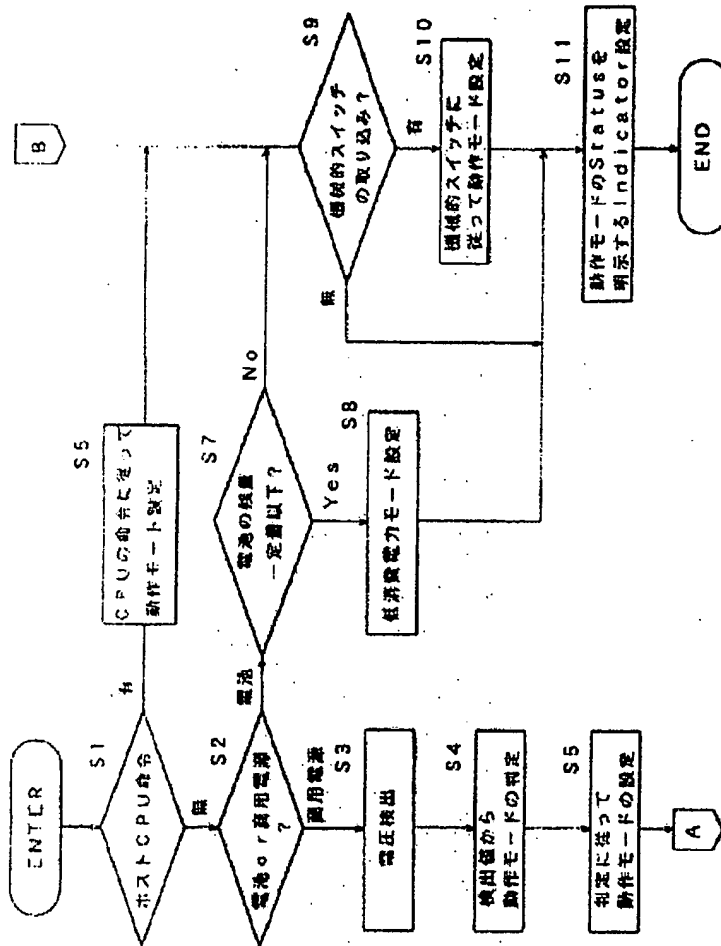 ENTER
S1
ホストCPU命令
有
S5
CPUの命令に従って
動作モード設定
無
S2
電池or商用電源
?
電池
商用電源
S3
電圧検出
S4
検出値から
動作モードの判定
S5
判定に従って
動作モードの設定
A
S7
電池の残量
一定量以下?
No
Yes
S8
低消費電力モード設定
B
S9
機械的スイッチ
の取り込み?
無
有
S10
機械的スイッチに
従って動作モード設定
S11
動作モードのStatusを
明示するIndicator設定
END